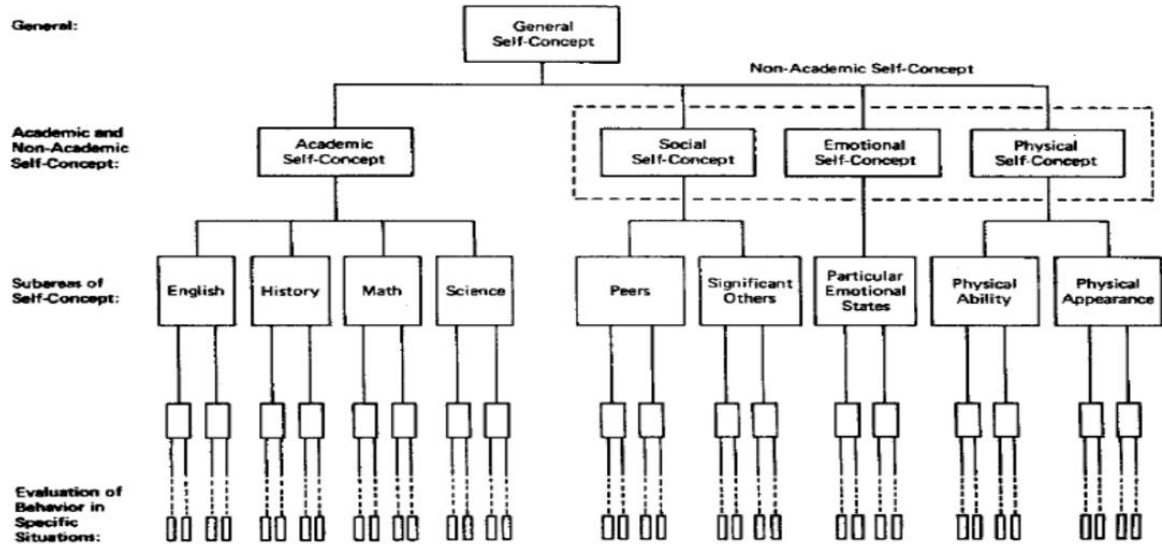 General:
General
Self-Concept
Non-Academic Self-Concept
Academic and
Non-Academic
Self-Concept:
Academic
Self-Concept
Social
Self-Concept
Emotional
Self-Concept
Physical
Self-Concept
Subareas of
Self-Concept:
English
History
Math
Science
Peers
Significant
Others
Particular
Emotional
States
Physical
Ability
Physical
Appearance
Evaluation of
Behavior in
Specific
Situations: